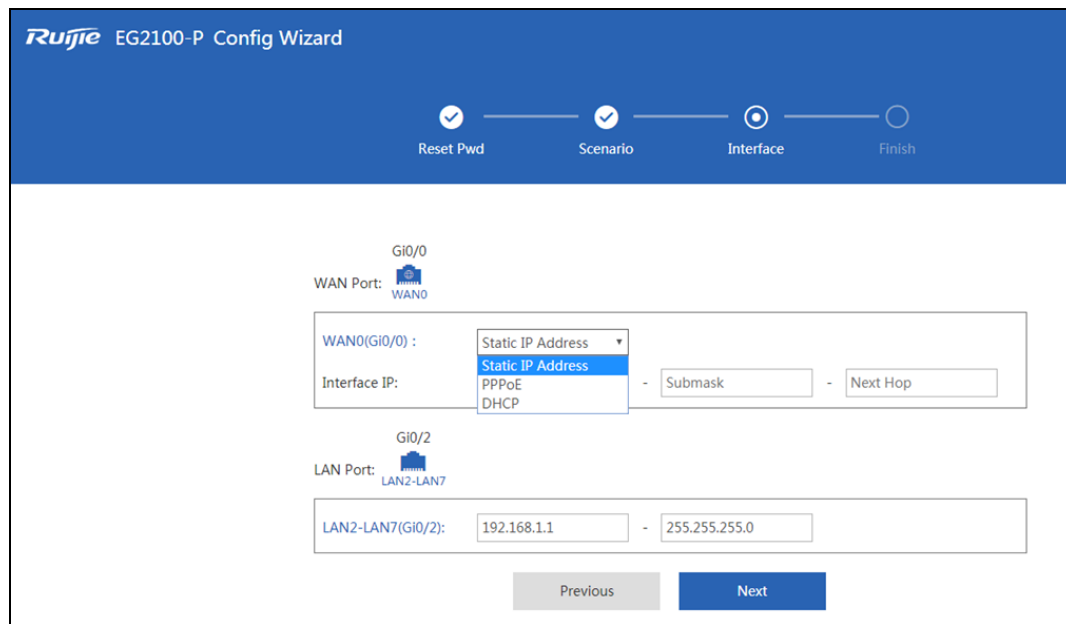 Ruijie EG2100-P Config Wizard
Reset Pwd Scenario Interface Finish
Gi0/0
WAN Port:
WAN0
WAN0(Gi0/0) : Static IP Address
Static IP Address
Interface IP: PPPoE - Submask - Next Hop
DHCP
Gi0/2
LAN Port:
LAN2-LAN7
LAN2-LAN7(Gi0/2): 192.168.1.1 - 255.255.255.0
Previous Next